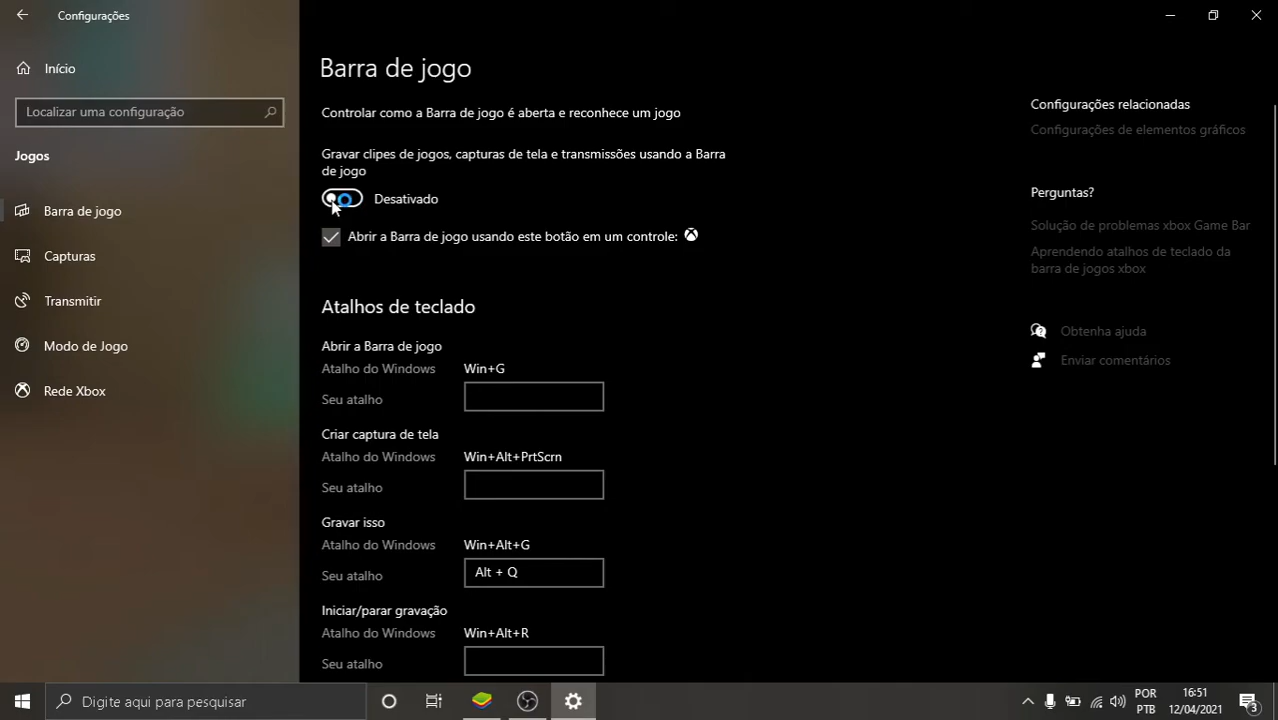 Configurações
Início
Localizar uma configuração
Jogos
Barra de jogo
Capturas
Transmitir
Modo de Jogo
Rede Xbox
Barra de jogo
Controlar como a Barra de jogo é aberta e reconhece um jogo
Gravar clipes de jogos, capturas de tela e transmissões usando a Barra
de jogo
Desativado
Abrir a Barra de jogo usando este botão em um controle:
Atalhos de teclado
Abrir a Barra de jogo
Atalho do Windows Win+G
Seu atalho
Criar captura de tela
Atalho do Windows Win+Alt+PrtScrn
Seu atalho
Gravar isso
Atalho do Windows Win+Alt+G
Seu atalho Alt + Q
Iniciar/parar gravação
Atalho do Windows Win+Alt+R
Seu atalho
Configurações relacionadas
Configurações de elementos gráficos
Perguntas?
Solução de problemas xbox Game Bar
Aprendendo atalhos de teclado da
barra de jogos xbox
Obtenha ajuda
Enviar comentários
Digite aqui para pesquisar
POR
PTB
16:51
12/04/2021
3